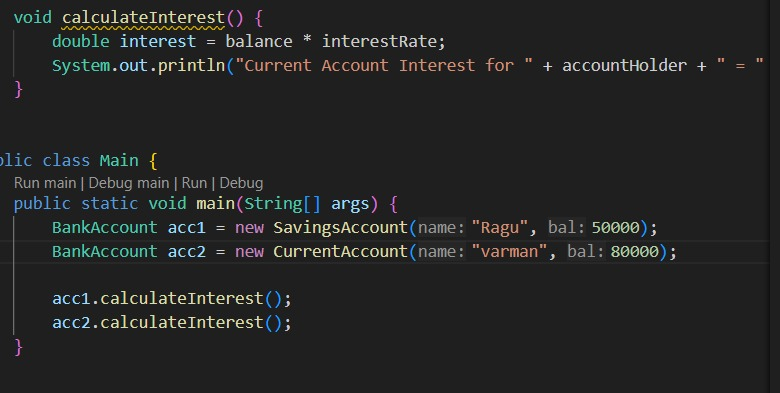 void calculateInterest() {
double interest = balance * interestRate;
System.out.println("Current Account Interest for " + accountHolder + " = "
}
blic class Main {
Run main | Debug main | Run | Debug
public static void main(String[] args) {
BankAccount acc1 = new SavingsAccount(name: "Ragu", bal: 50000);
BankAccount acc2 = new CurrentAccount(name: "varman", bal: 80000);
acc1.calculateInterest();
acc2.calculateInterest();
}